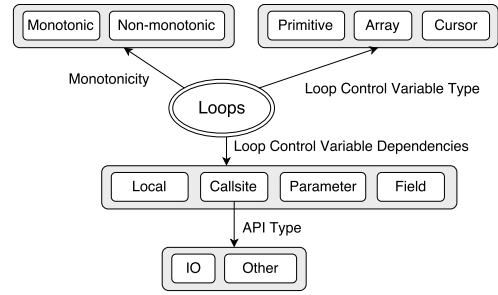 Monotonic Non-monotonic
Primitive Array Cursor
Monotonicity
Loop Control Variable Type
Loops
Loop Control Variable Dependencies
Local Callsite Parameter Field
API Type
IO Other